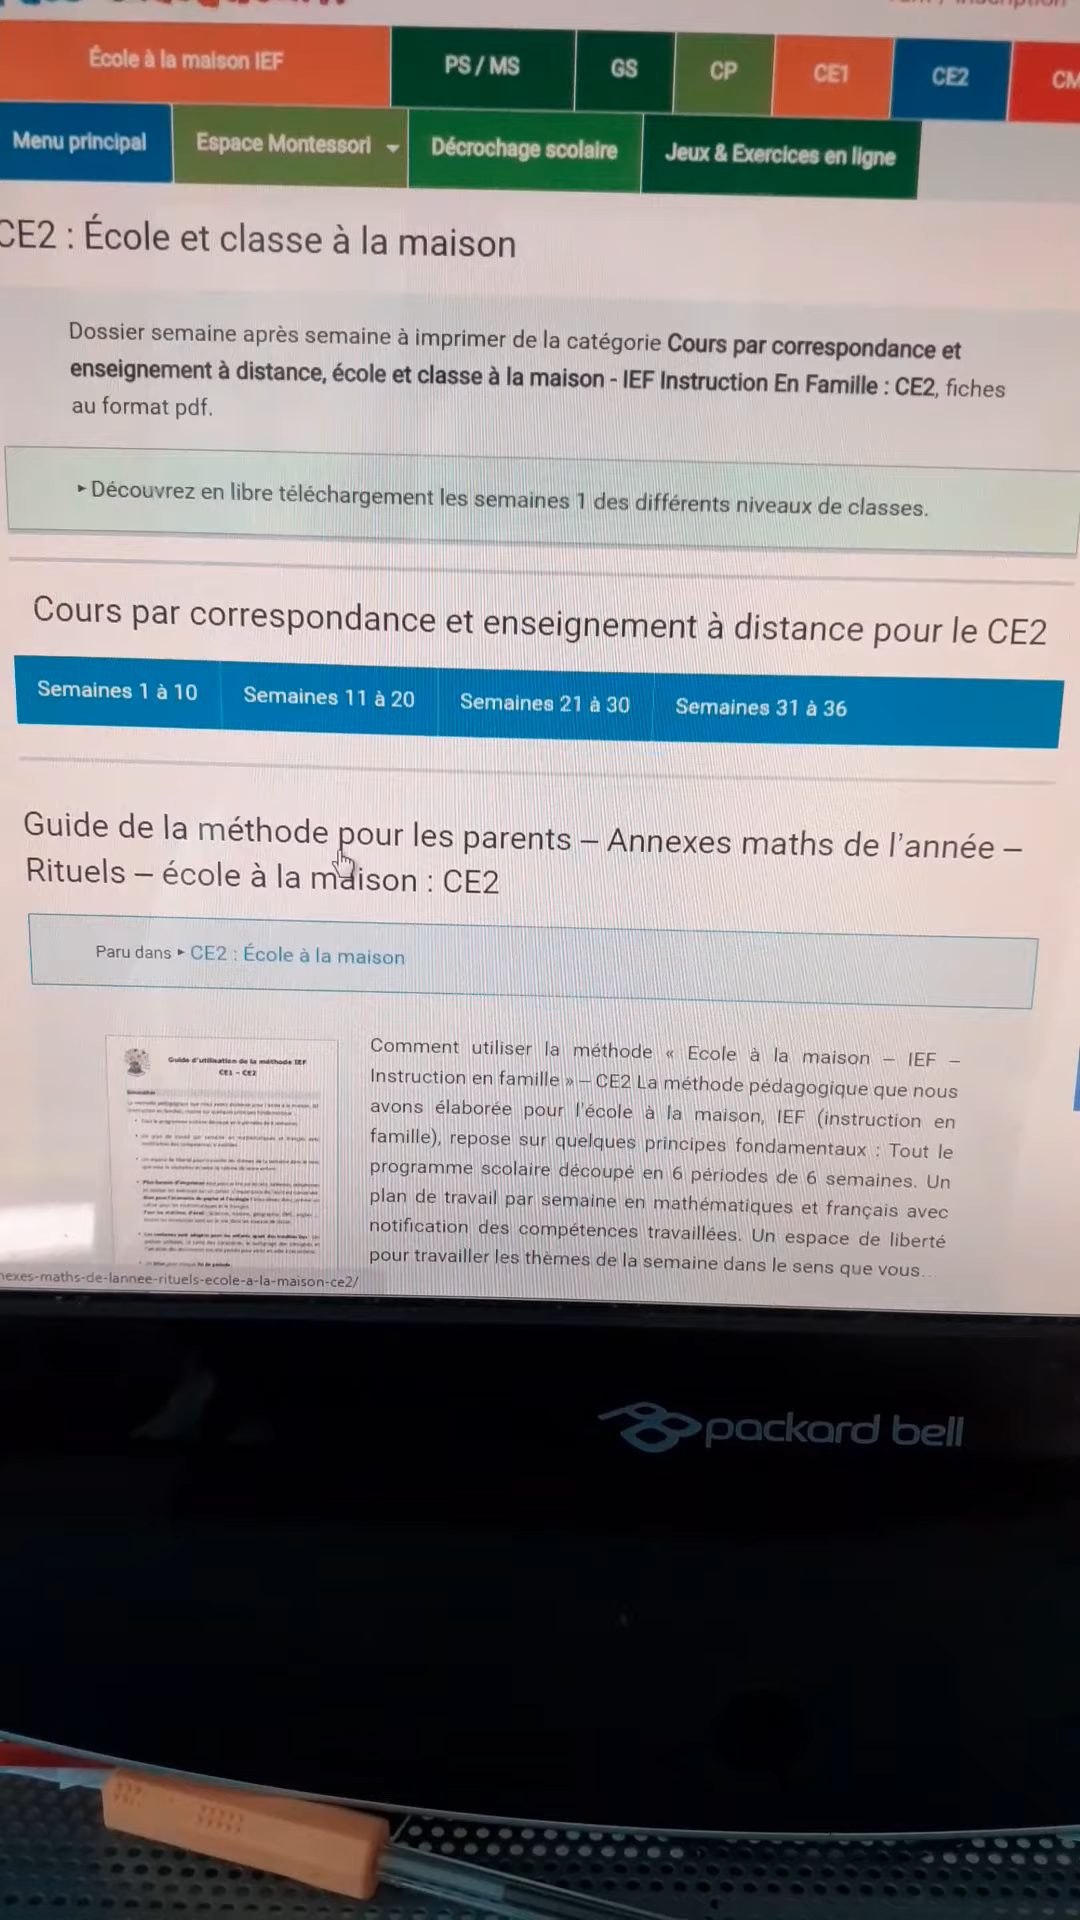 École à la maison IEF
PS / MS
GS
CP
CE1
CE2
CM
Menu principal
Espace Montessori
Décrochage scolaire
Jeux & Exercices en ligne
CE2 : École et classe à la maison
Dossier semaine après semaine à imprimer de la catégorie Cours par correspondance et
enseignement à distance, école et classe à la maison - IEF Instruction En Famille : CE2, fiches
au format pdf.
▸ Découvrez en libre téléchargement les semaines 1 des différents niveaux de classes.
Cours par correspondance et enseignement à distance pour le CE2
Semaines 1 à 10
Semaines 11 à 20
Semaines 21 à 30
Semaines 31 à 36
Guide de la méthode pour les parents – Annexes maths de l'année –
Rituels – école à la maison : CE2
Paru dans ▸ CE2 : École à la maison
Guide d'utilisation de la méthode IEF
CE1 – CE2
Comment utiliser la méthode « Ecole à la maison – IEF –
Instruction en famille » – CE2 La méthode pédagogique que nous
avons élaborée pour l'école à la maison, IEF (instruction en
famille), repose sur quelques principes fondamentaux : Tout le
programme scolaire découpé en 6 périodes de 6 semaines. Un
plan de travail par semaine en mathématiques et français avec
notification des compétences travaillées. Un espace de liberté
pour travailler les thèmes de la semaine dans le sens que vous...
nexes-maths-de-lannee-rituels-ecole-a-la-maison-ce2/
packard bell